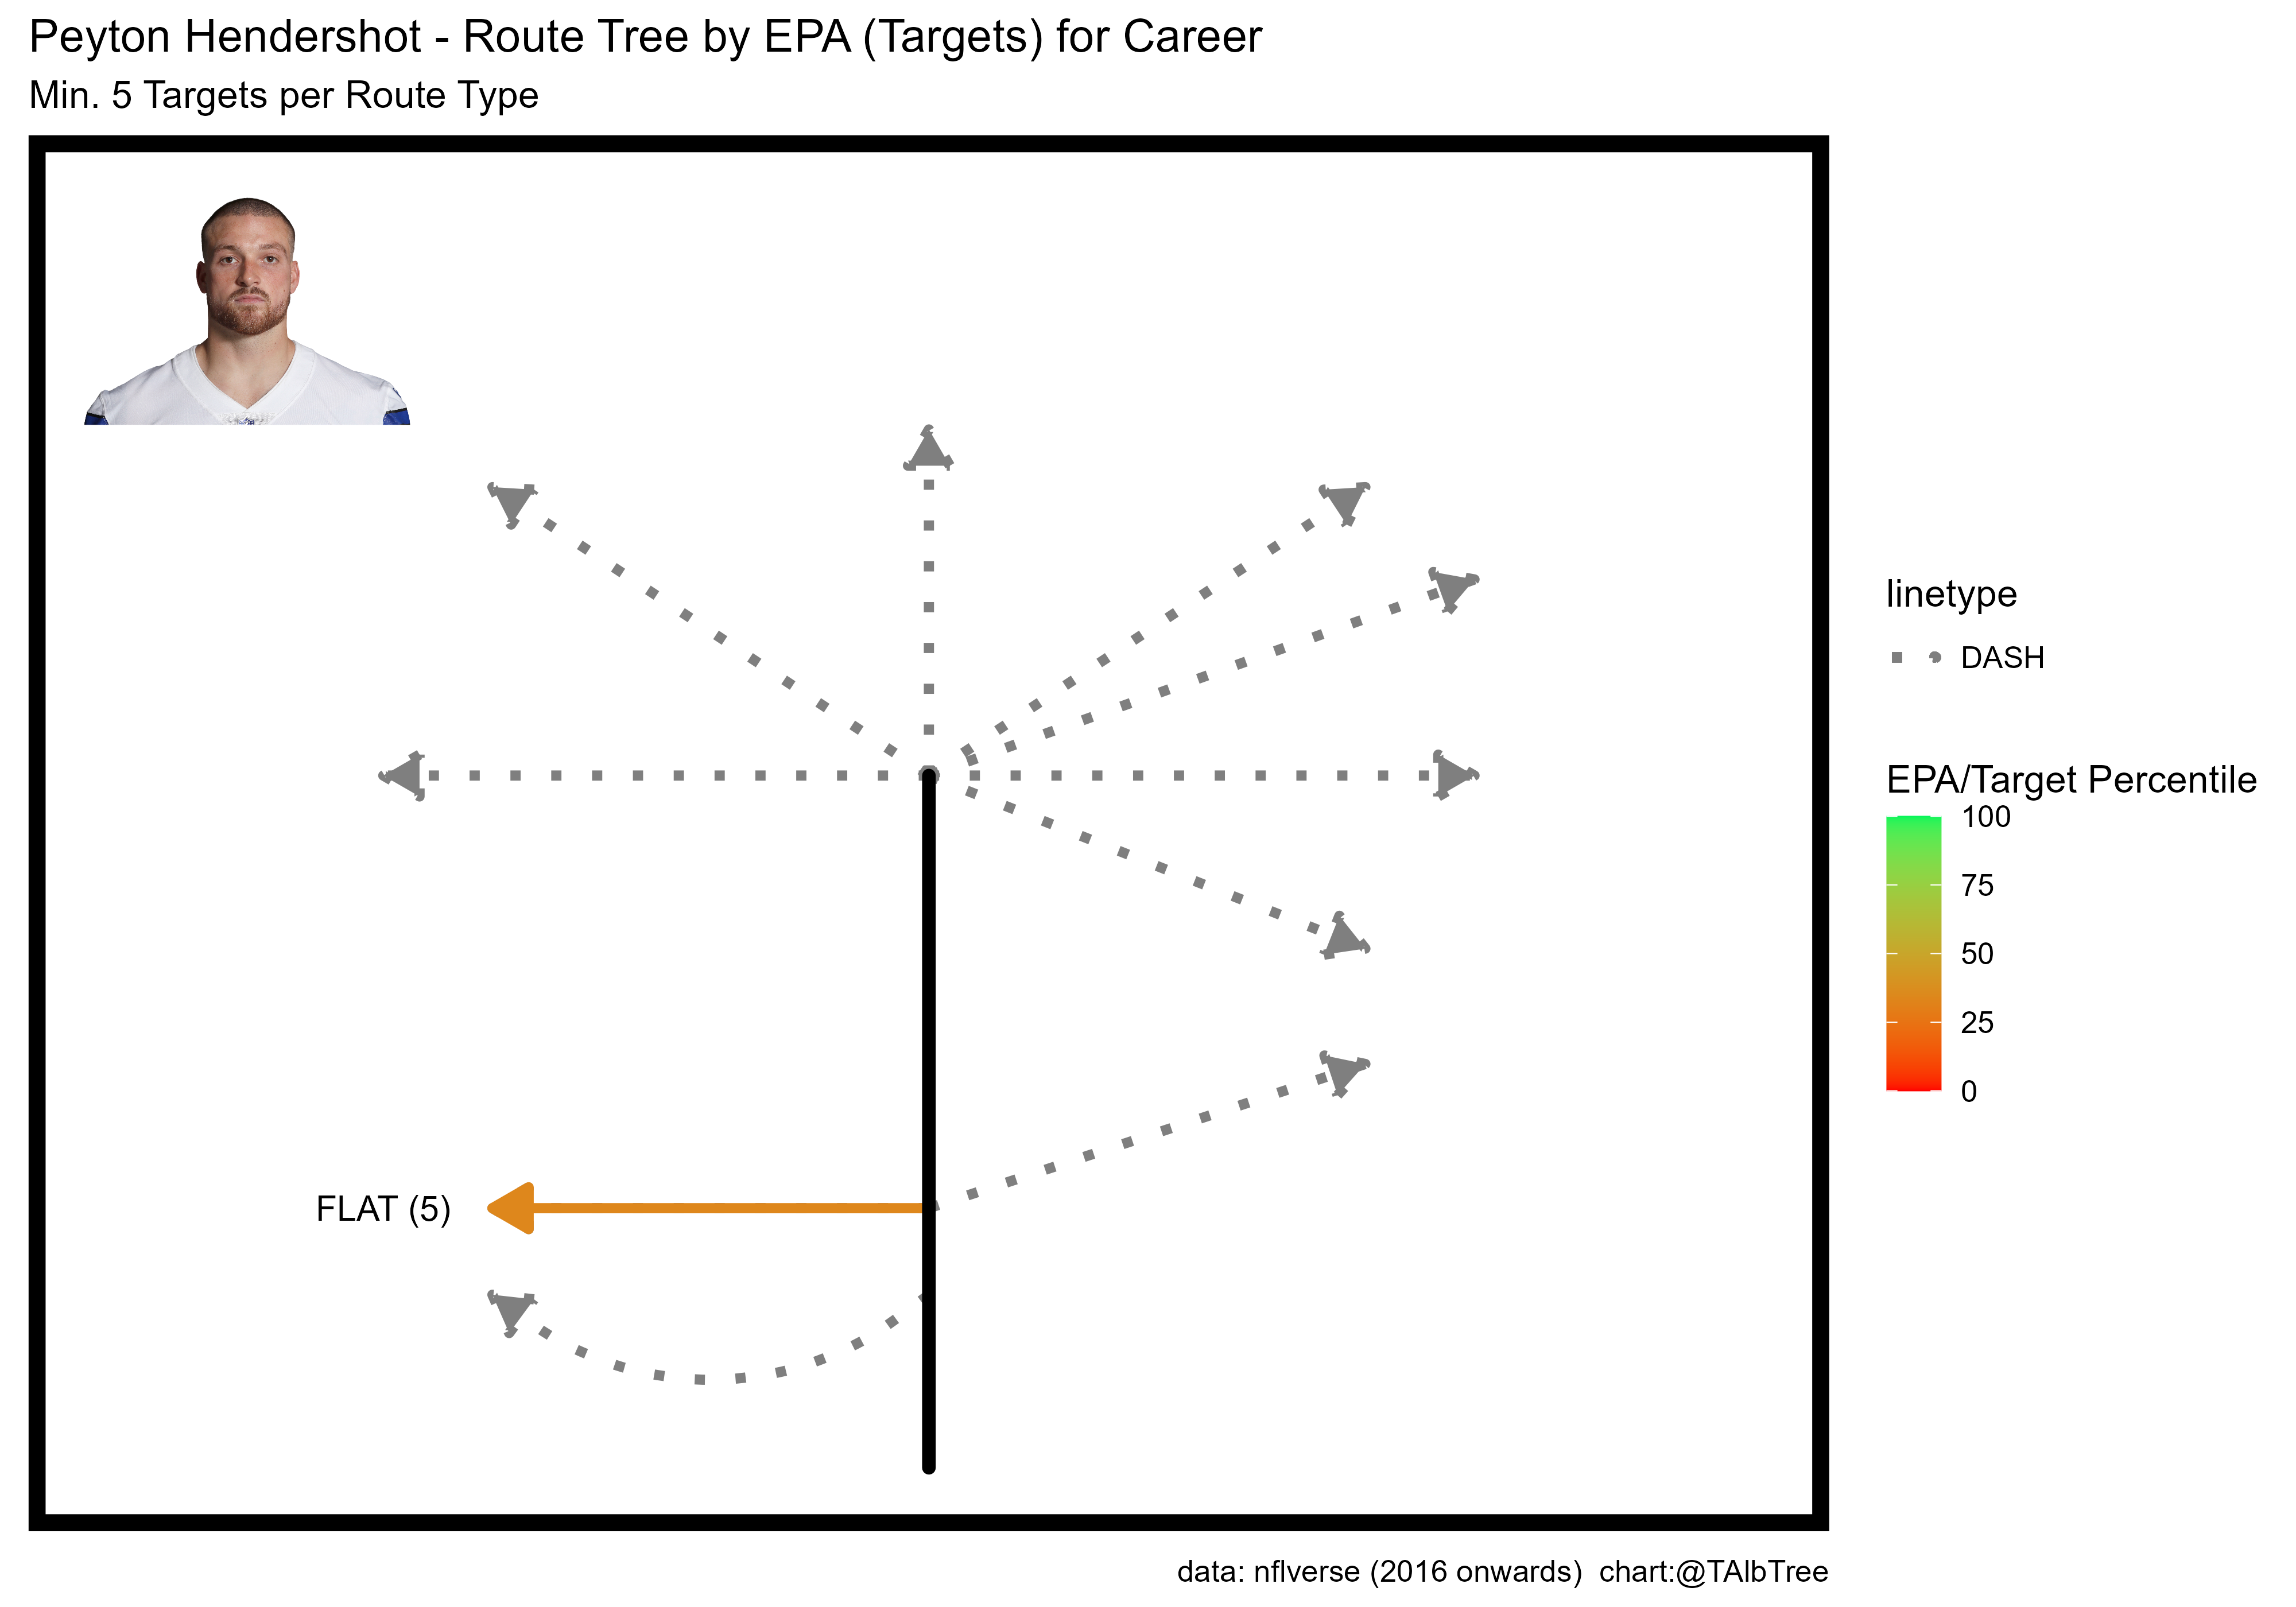 Peyton Hendershot - Route Tree by EPA (Targets) for Career
Min. 5 Targets per Route Type
FLAT (5)
linetype
DASH
EPA/Target Percentile
100
75
50
25
0
data: nflverse (2016 onwards)  chart:@TAlbTree